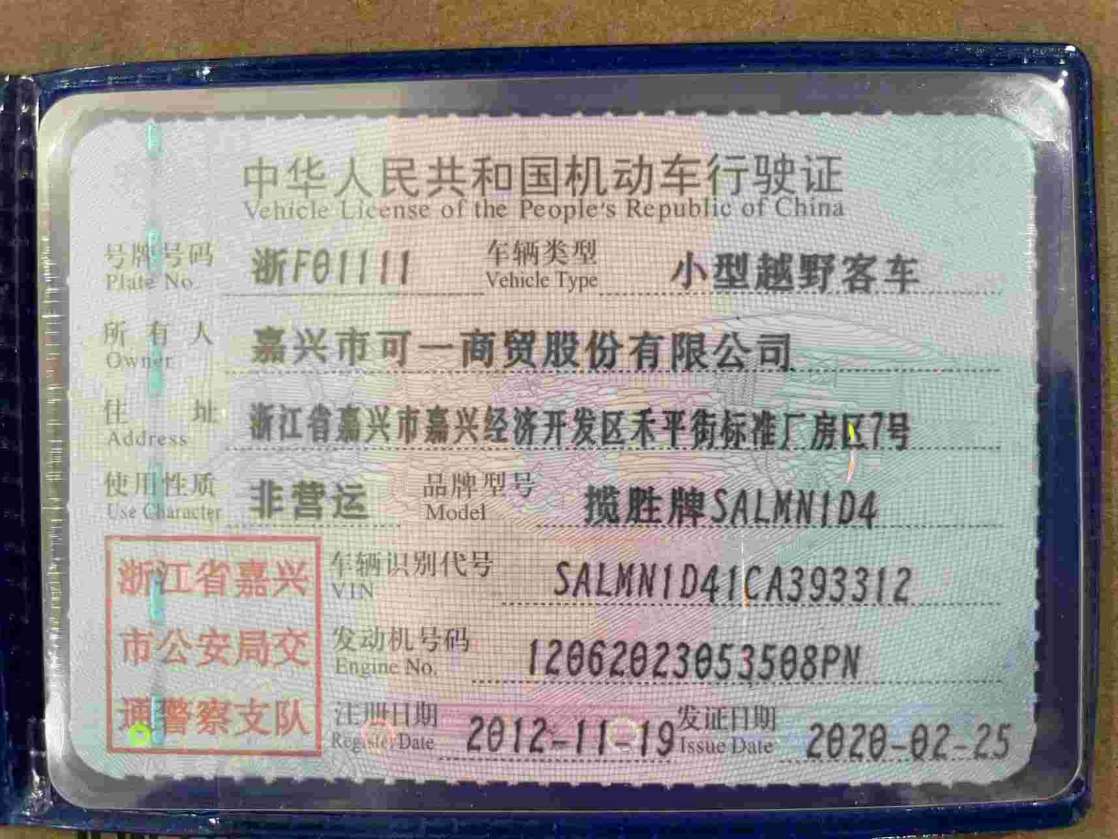 中华人民共和国机动车行驶证
Vehicle License of the People's Republic of China
号牌号码 浙F01111 车辆类型 小型越野客车
Plate No. Vehicle Type
所有人 嘉兴市可一商贸股份有限公司
Owner
住址 浙江省嘉兴市嘉兴经济开发区禾平街标准厂房区7号
Address
使用性质 非营运 品牌型号 揽胜牌SALMN1D4
Use Character Model
浙江省嘉兴 车辆识别代号 SALMN1D41CA393312
VIN
市公安局交 发动机号码 12062023053508PN
Engine No.
通警察支队 注册日期 2012-11-19 发证日期 2020-02-25
Register Date Issue Date